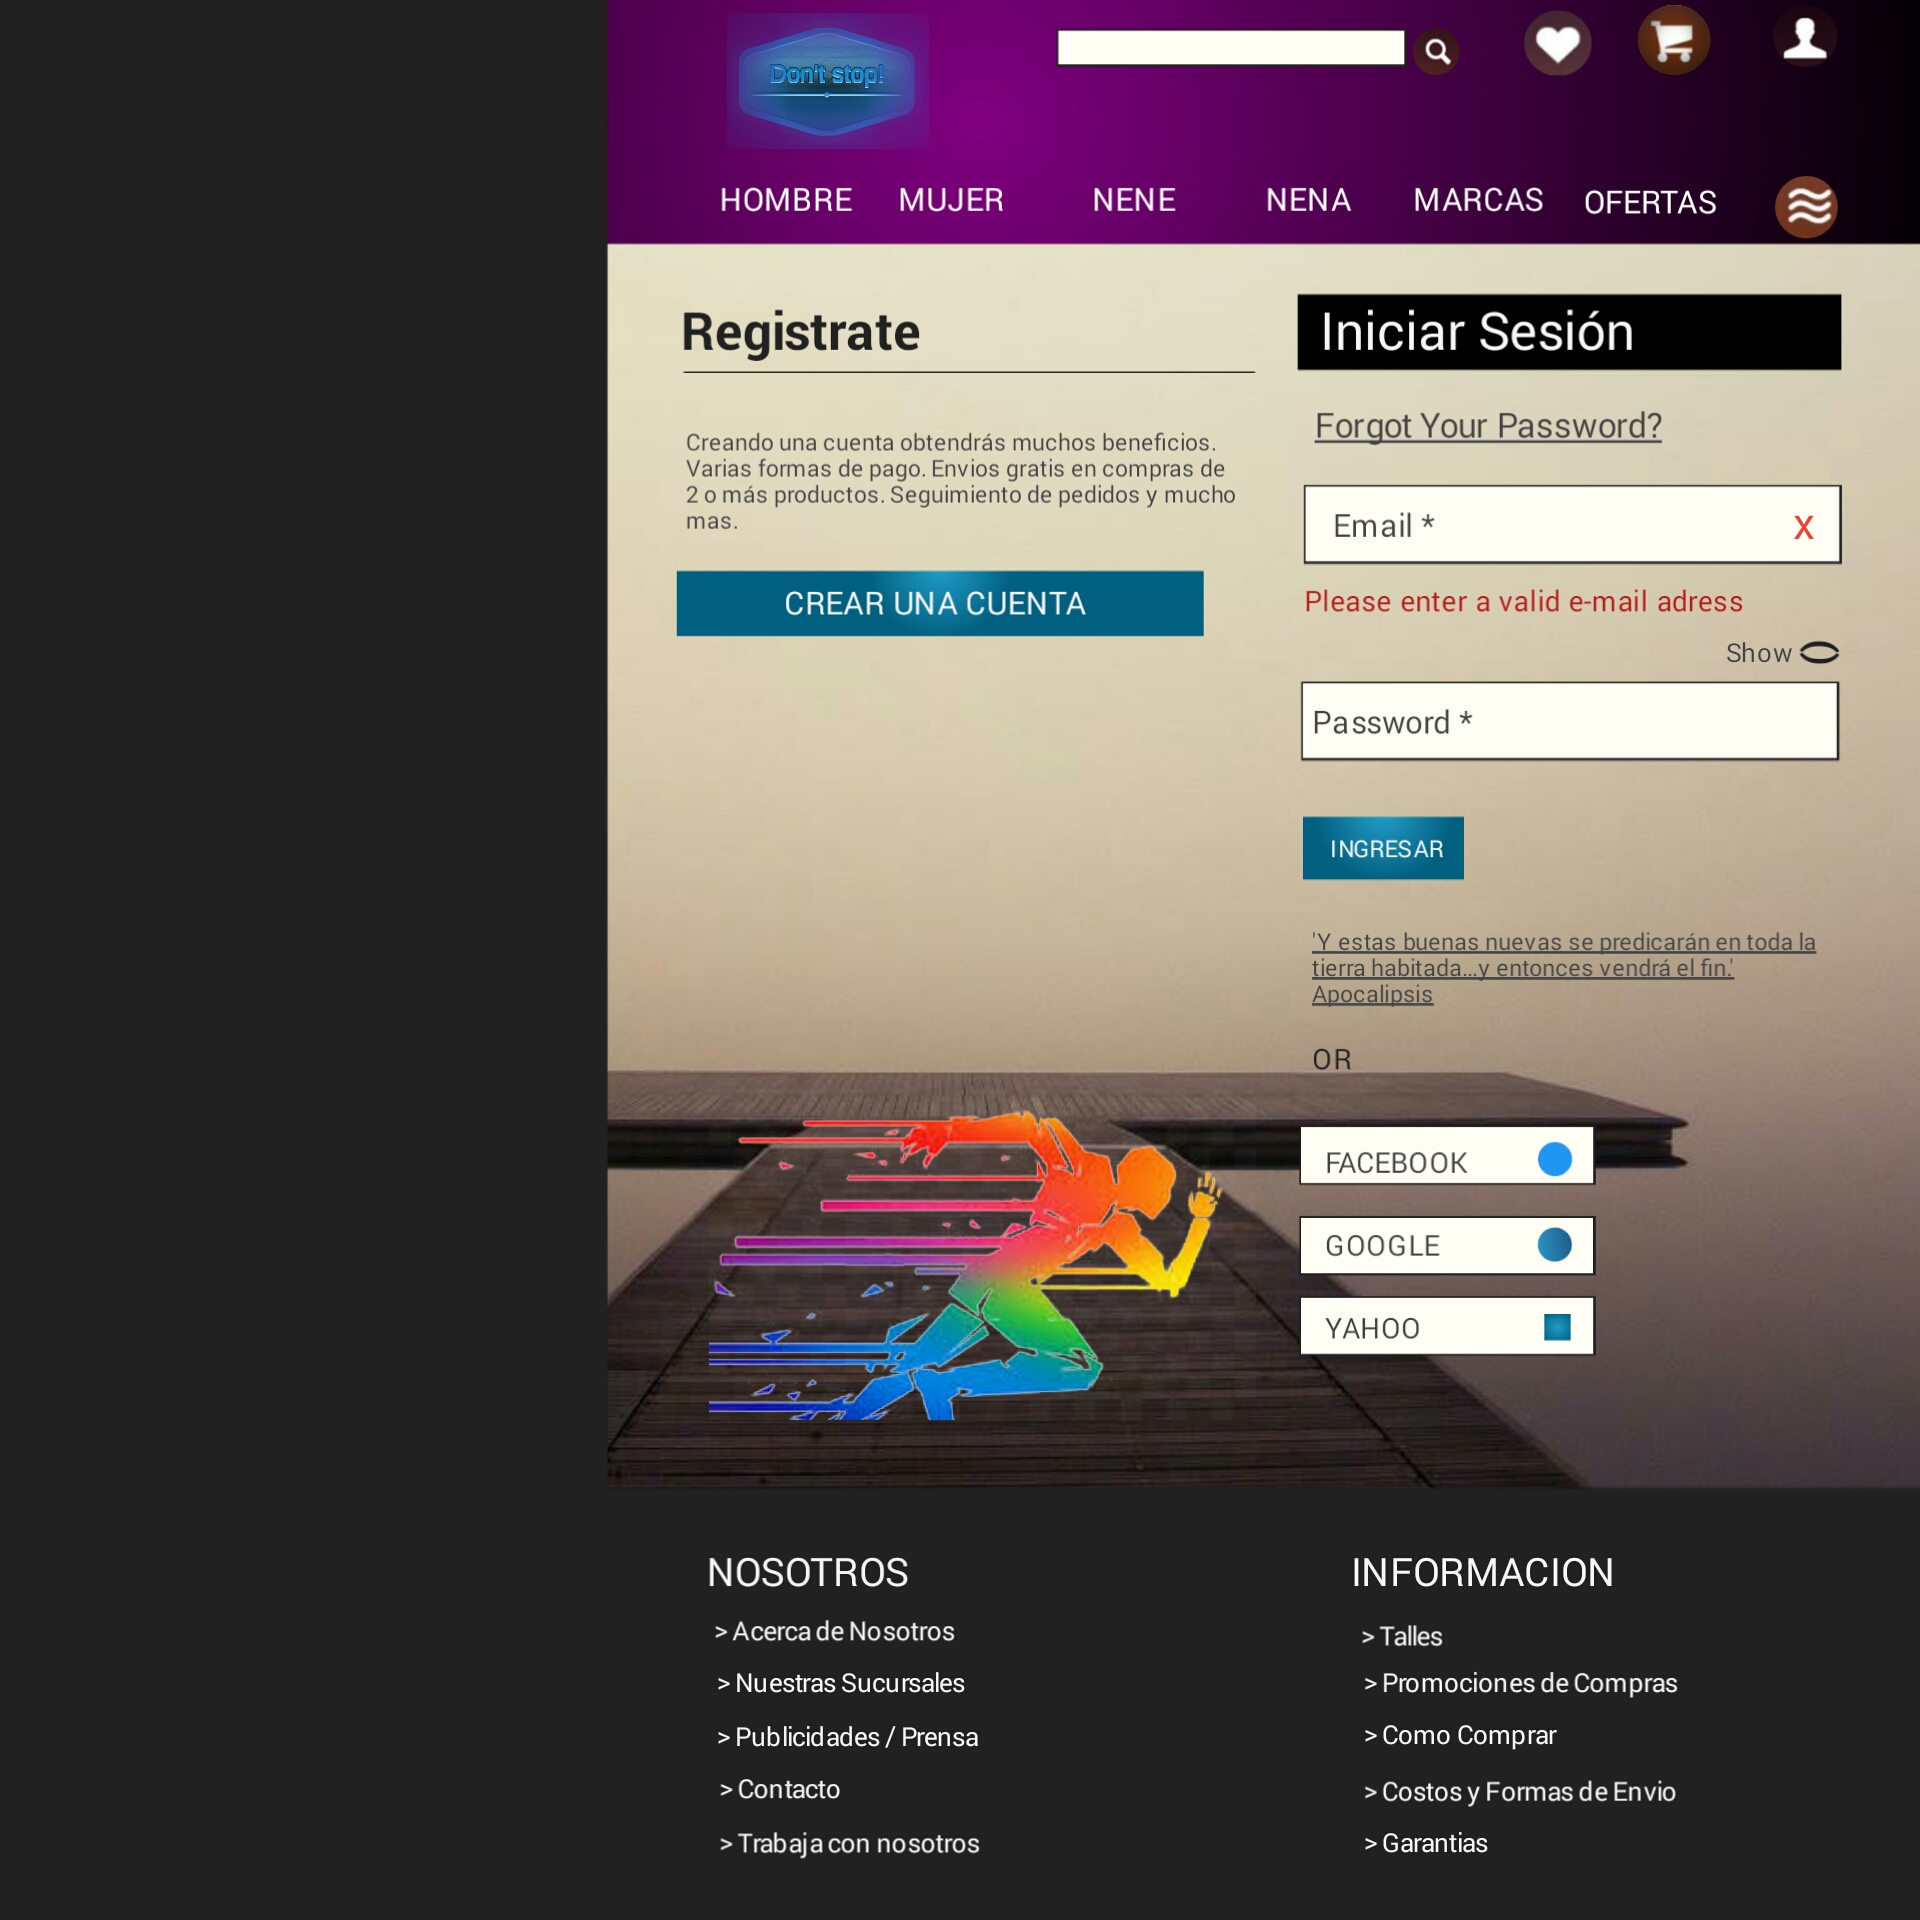 Don't stop!
HOMBRE MUJER NENE NENA MARCAS OFERTAS
Registrate
Creando una cuenta obtendrás muchos beneficios.
Varias formas de pago. Envios gratis en compras de
2 o más productos. Seguimiento de pedidos y mucho
mas.
CREAR UNA CUENTA
Iniciar Sesión
Forgot Your Password?
Email * X
Please enter a valid e-mail adress
Show
Password *
INGRESAR
'Y estas buenas nuevas se predicarán en toda la
tierra habitada...y entonces vendrá el fin.'
Apocalipsis
OR
FACEBOOK
GOOGLE
YAHOO
NOSOTROS
> Acerca de Nosotros
> Nuestras Sucursales
> Publicidades / Prensa
> Contacto
> Trabaja con nosotros
INFORMACION
> Talles
> Promociones de Compras
> Como Comprar
> Costos y Formas de Envio
> Garantias